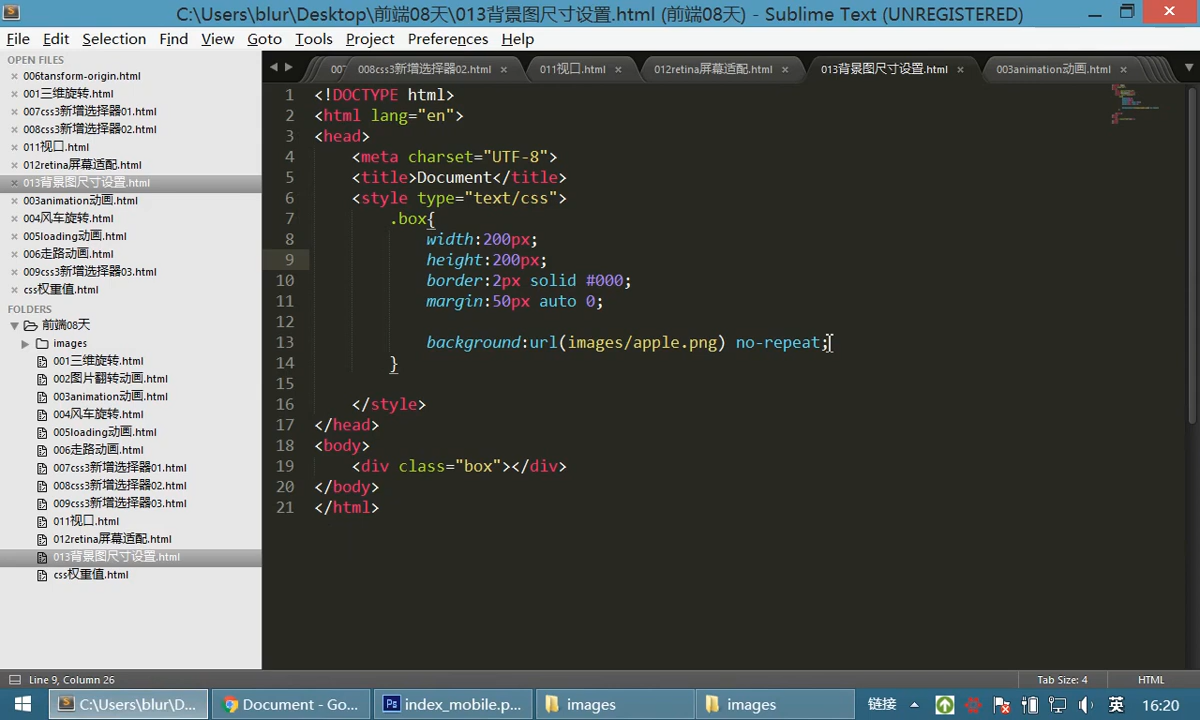 C:\Users\blur\Desktop\前端08天\013背景图尺寸设置.html (前端08天) - Sublime Text (UNREGISTERED)
File Edit Selection Find View Goto Tools Project Preferences Help
OPEN FILES
006tansform-origin.html
001三维旋转.html
007css3新增选择器01.html
008css3新增选择器02.html
011视口.html
012retina屏幕适配.html
013背景图尺寸设置.html
003animation动画.html
004风车旋转.html
005loading动画.html
006走路动画.html
009css3新增选择器03.html
css权重值.html
FOLDERS
前端08天
images
001三维旋转.html
002图片翻转动画.html
003animation动画.html
004风车旋转.html
005loading动画.html
006走路动画.html
007css3新增选择器01.html
008css3新增选择器02.html
009css3新增选择器03.html
011视口.html
012retina屏幕适配.html
013背景图尺寸设置.html
css权重值.html
007 008css3新增选择器02.html 011视口.html 012retina屏幕适配.html 013背景图尺寸设置.html 003animation动画.html
1 <!DOCTYPE html>
2 <html lang="en">
3 <head>
4 <meta charset="UTF-8">
5 <title>Document</title>
6 <style type="text/css">
7 .box{
8 width:200px;
9 height:200px;
10 border:2px solid #000;
11 margin:50px auto 0;
12
13 background:url(images/apple.png) no-repeat;
14 }
15
16 </style>
17 </head>
18 <body>
19 <div class="box"></div>
20 </body>
21 </html>
Line 9, Column 26 Tab Size: 4 HTML
C:\Users\blur\D... Document - Go... index_mobile.p... images images 链接 英 16:20